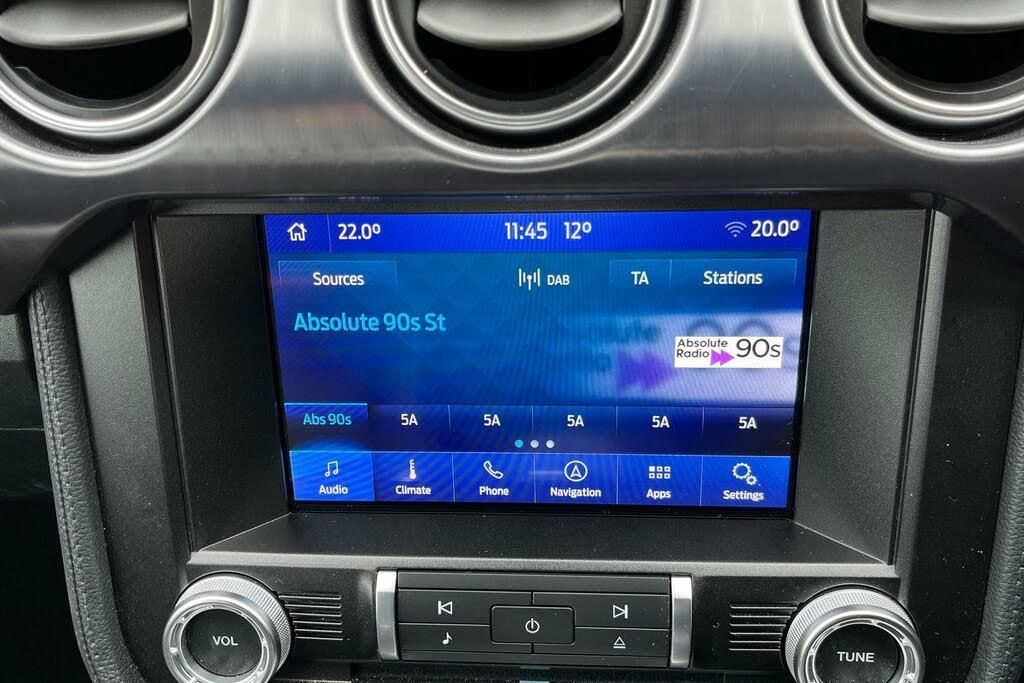 22.0° 11:45 12° 20.0°
Sources DAB TA Stations
Absolute 90s St
Absolute
Radio 90s
Abs 90s 5A 5A 5A 5A 5A
Audio Climate Phone Navigation Apps Settings
VOL
TUNE